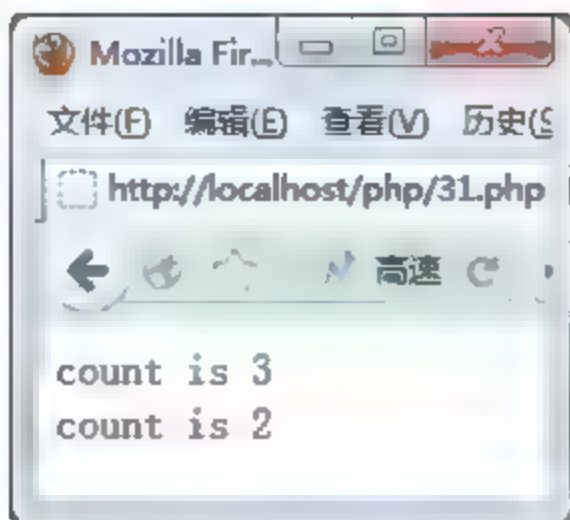 Mozilla Fir...
文件(F) 编辑(E) 查看(V) 历史(S
http://localhost/php/31.php
高速
count is 3
count is 2